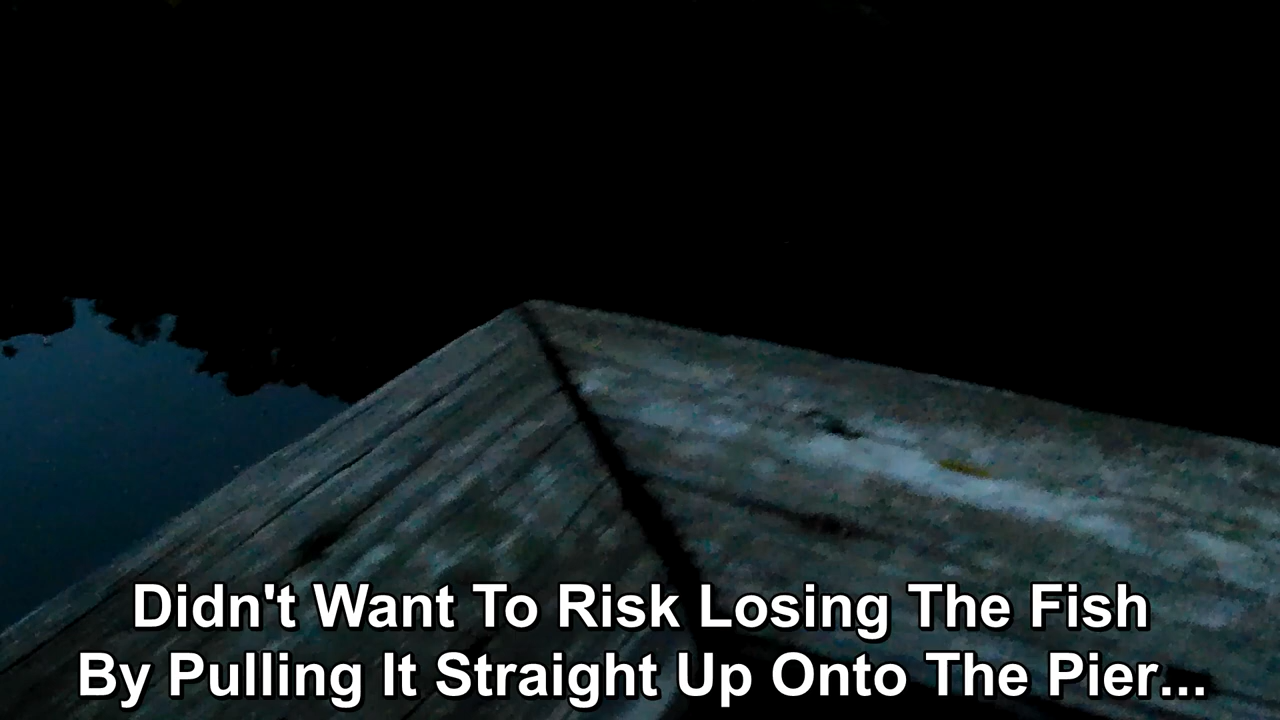 Didn't Want To Risk Losing The Fish
By Pulling It Straight Up Onto The Pier...